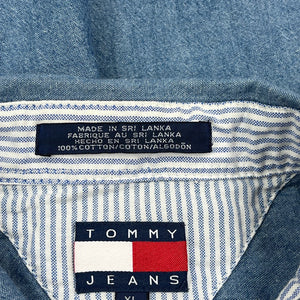 MADE IN SRI LANKA
FABRIQUE AU SRI LANKA
HECHO EN SRI LANKA
100%COTTON/COTON/ALGODÓN
TOMMY
JEANS
XL